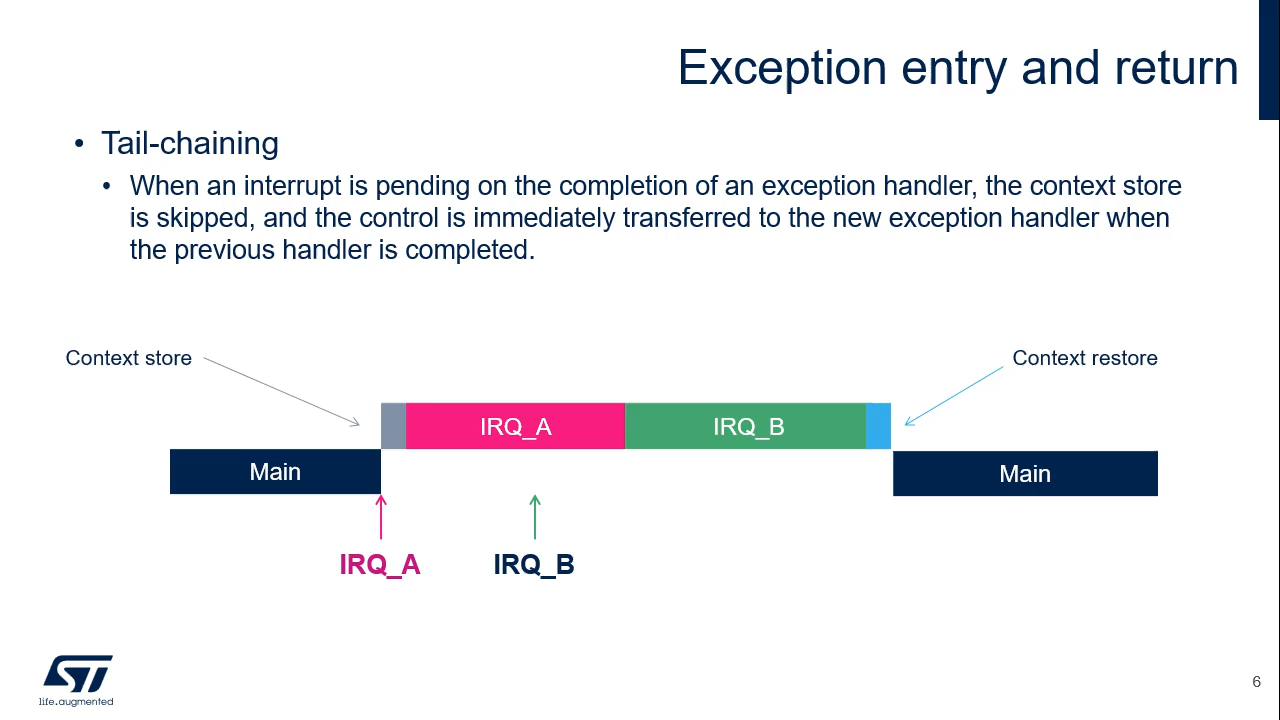 Exception entry and return
• Tail-chaining
• When an interrupt is pending on the completion of an exception handler, the context store
is skipped, and the control is immediately transferred to the new exception handler when
the previous handler is completed.
Context store
Context restore
IRQ_A
IRQ_B
Main
Main
IRQ_A
IRQ_B
ST
life.augmented
6